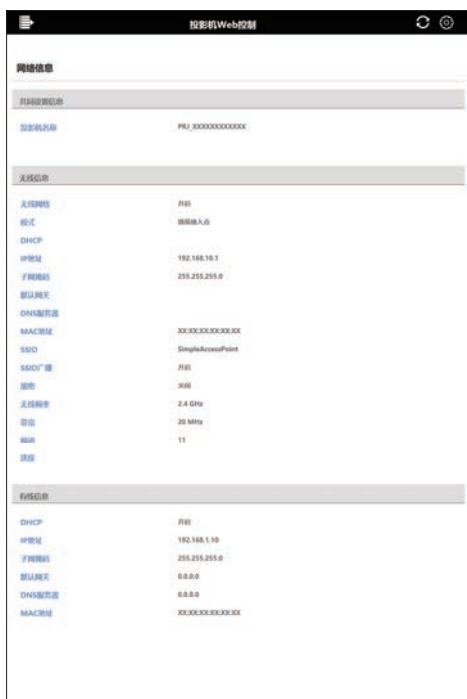 投影机Web控制
网络信息
共同设置信息
投影机名称 PRJ_XXXXXXXXXXXX
无线信息
无线网络 开启
模式 简易接入点
DHCP
IP地址 192.168.10.1
子网掩码 255.255.255.0
默认网关
DNS服务器
MAC地址 XX:XX:XX:XX:XX:XX
SSID SimpleAccessPoint
SSID广播 开启
加密 关闭
无线频率 2.4 GHz
带宽 20 MHz
频道 11
速度
有线信息
DHCP 开启
IP地址 192.168.1.10
子网掩码 255.255.255.0
默认网关 0.0.0.0
DNS服务器 0.0.0.0
MAC地址 XX:XX:XX:XX:XX:XX